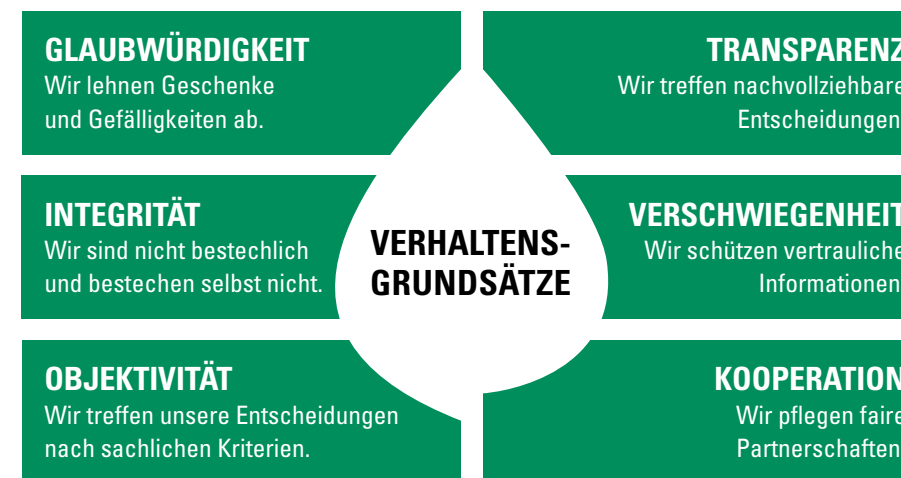 GLAUBWÜRDIGKEIT
Wir lehnen Geschenke
und Gefälligkeiten ab.
TRANSPARENZ
Wir treffen nachvollziehbare
Entscheidungen
INTEGRITÄT
Wir sind nicht bestechlich
und bestechen selbst nicht.
VERHALTENS-
GRUNDSÄTZE
VERSCHWIEGENHEIT
Wir schützen vertrauliche
Informationen
OBJEKTIVITÄT
Wir treffen unsere Entscheidungen
nach sachlichen Kriterien.
KOOPERATION
Wir pflegen faire
Partnerschaften